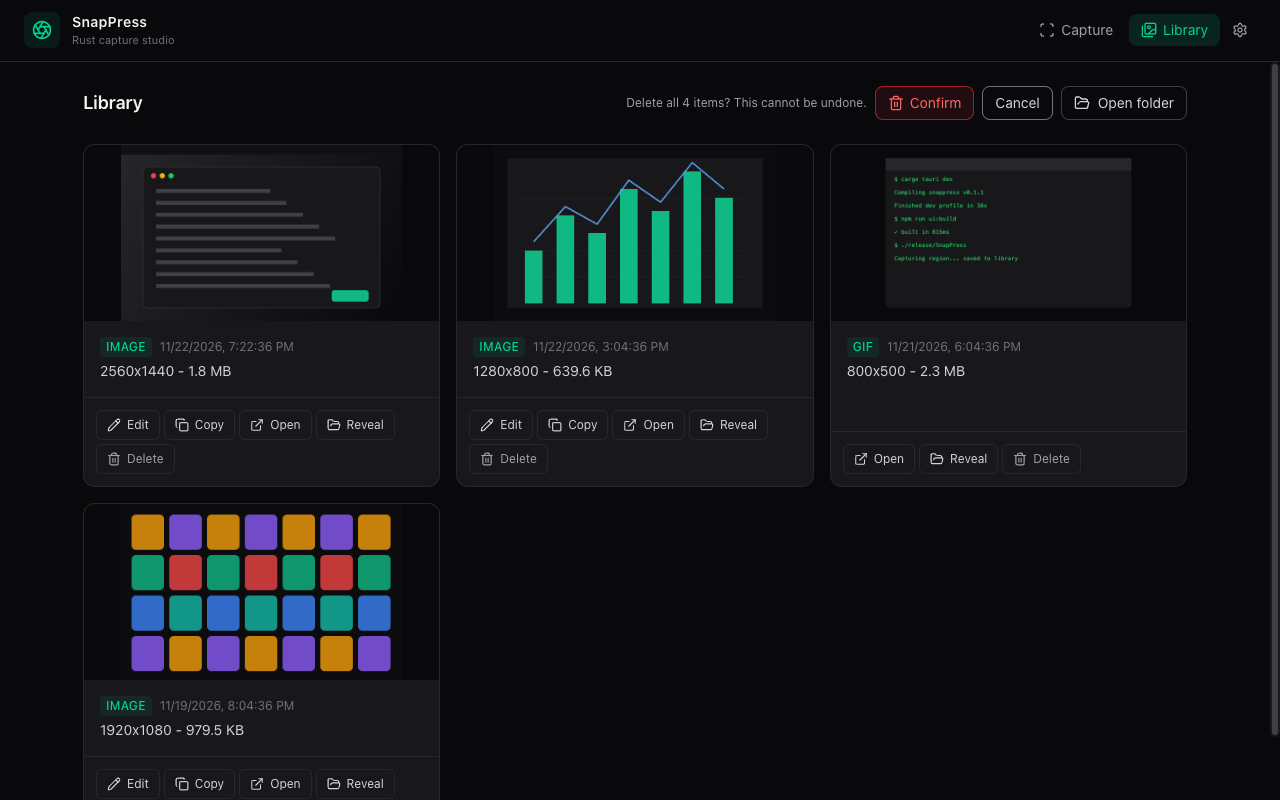 SnapPress
Rust capture studio
Capture
Library
Library
Delete all 4 items? This cannot be undone.
Confirm
Cancel
Open folder
$ cargo tauri dev
Compiling snappress v0.1.1
Finished dev profile in 38s
$ npm run ui:build
✓ built in 815ms
$ ./release/SnapPress
Capturing region... saved to library
IMAGE 11/22/2026, 7:22:36 PM
2560x1440 - 1.8 MB
Edit Copy Open Reveal
Delete
IMAGE 11/22/2026, 3:04:36 PM
1280x800 - 639.6 KB
Edit Copy Open Reveal
Delete
GIF 11/21/2026, 6:04:36 PM
800x500 - 2.3 MB
Open Reveal Delete
IMAGE 11/19/2026, 8:04:36 PM
1920x1080 - 979.5 KB
Edit Copy Open Reveal